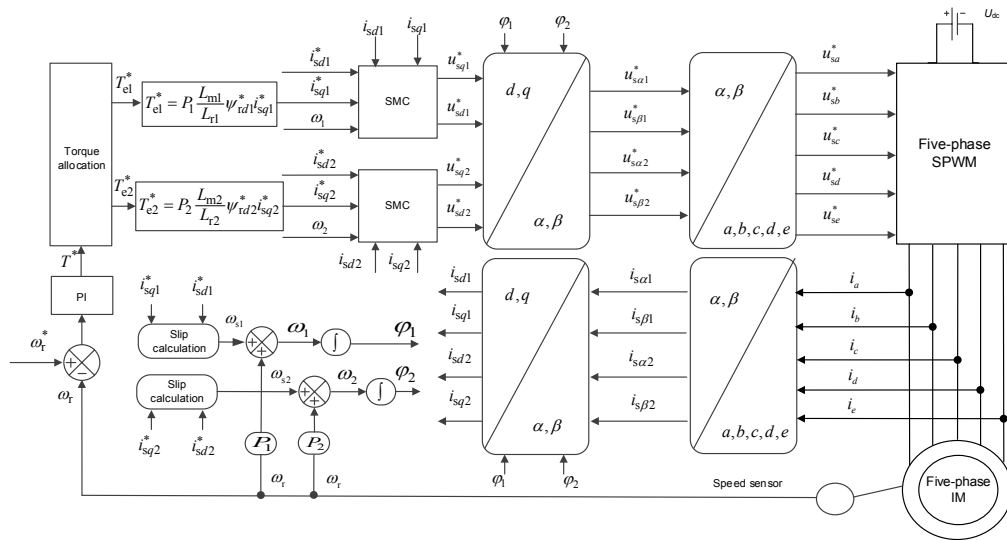 φ1 φ2
i*sd1 i*sq1 ω1
isd1 isq1
SMC
u*sq1
u*sd1
d,q
α,β
u*sα1
u*sβ1
u*sα2
u*sβ2
α,β
a,b,c,d,e
u*sa
u*sb
u*sc
u*sd
u*se
Udc
Five-phase
SPWM
T*e1
T*e1 = P1 Lm1/Lr1 ψ*rd1 i*sq1
Torque
allocation
T*e2
T*e2 = P2 Lm2/Lr2 ψ*rd2 i*sq2
i*sd2 i*sq2 ω2
SMC
isd2 isq2
u*sq2
u*sd2
T*
PI
ω*r
+
−
ωr
i*sq1 i*sd1
Slip
calculation
ωs1
+
+
ω1
∫
φ1
Slip
calculation
i*sq2 i*sd2
ωs2
+
+
ω2
∫
φ2
P1
P2
ωr ωr
isd1
isq1
isd2
isq2
d,q
α,β
φ1 φ2
isα1
isβ1
isα2
isβ2
α,β
a,b,c,d,e
ia
ib
ic
id
ie
Speed sensor
Five-phase
IM